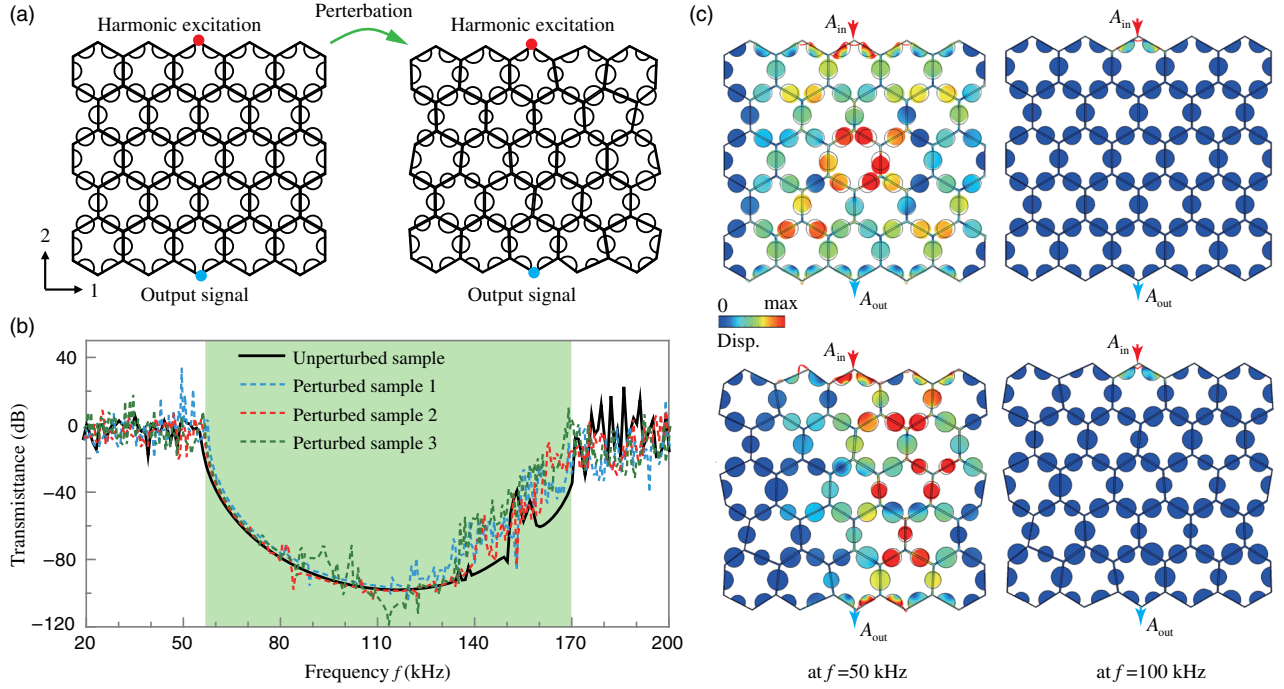 (a)
Harmonic excitation
Perterbation
Harmonic excitation
2
1
Output signal
Output signal
(b)
Transmistance (dB)
40
0
−40
−80
−120
Unperturbed sample
Perturbed sample 1
Perturbed sample 2
Perturbed sample 3
20 50 80 110 140 170 200
Frequency f (kHz)
(c)
A_in
A_in
A_out
A_out
0 max
Disp.
A_in
A_in
A_out
A_out
at f=50 kHz
at f=100 kHz